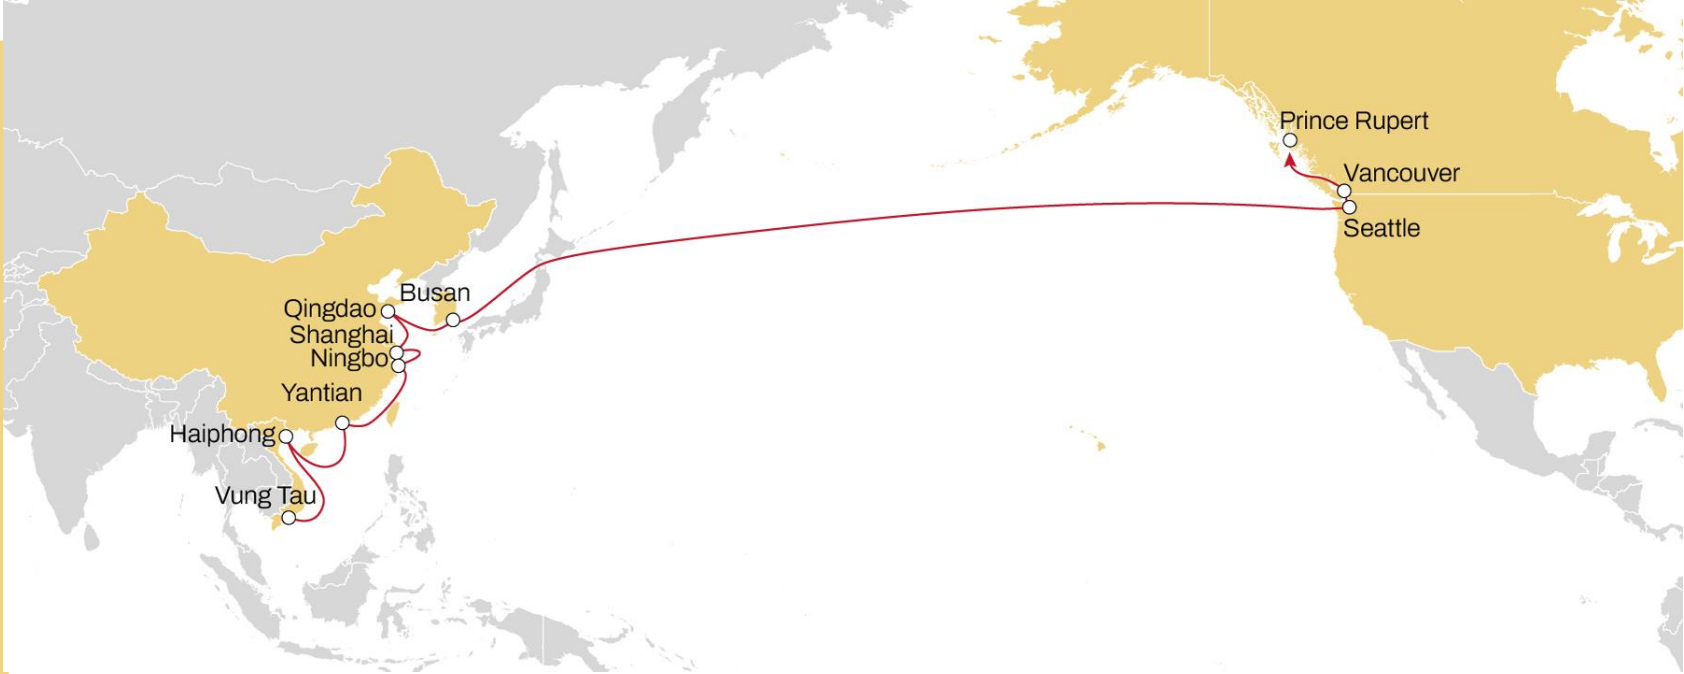 Prince Rupert
Vancouver
Seattle
Busan
Qingdao
Shanghai
Ningbo
Yantian
Haiphong
Vung Tau